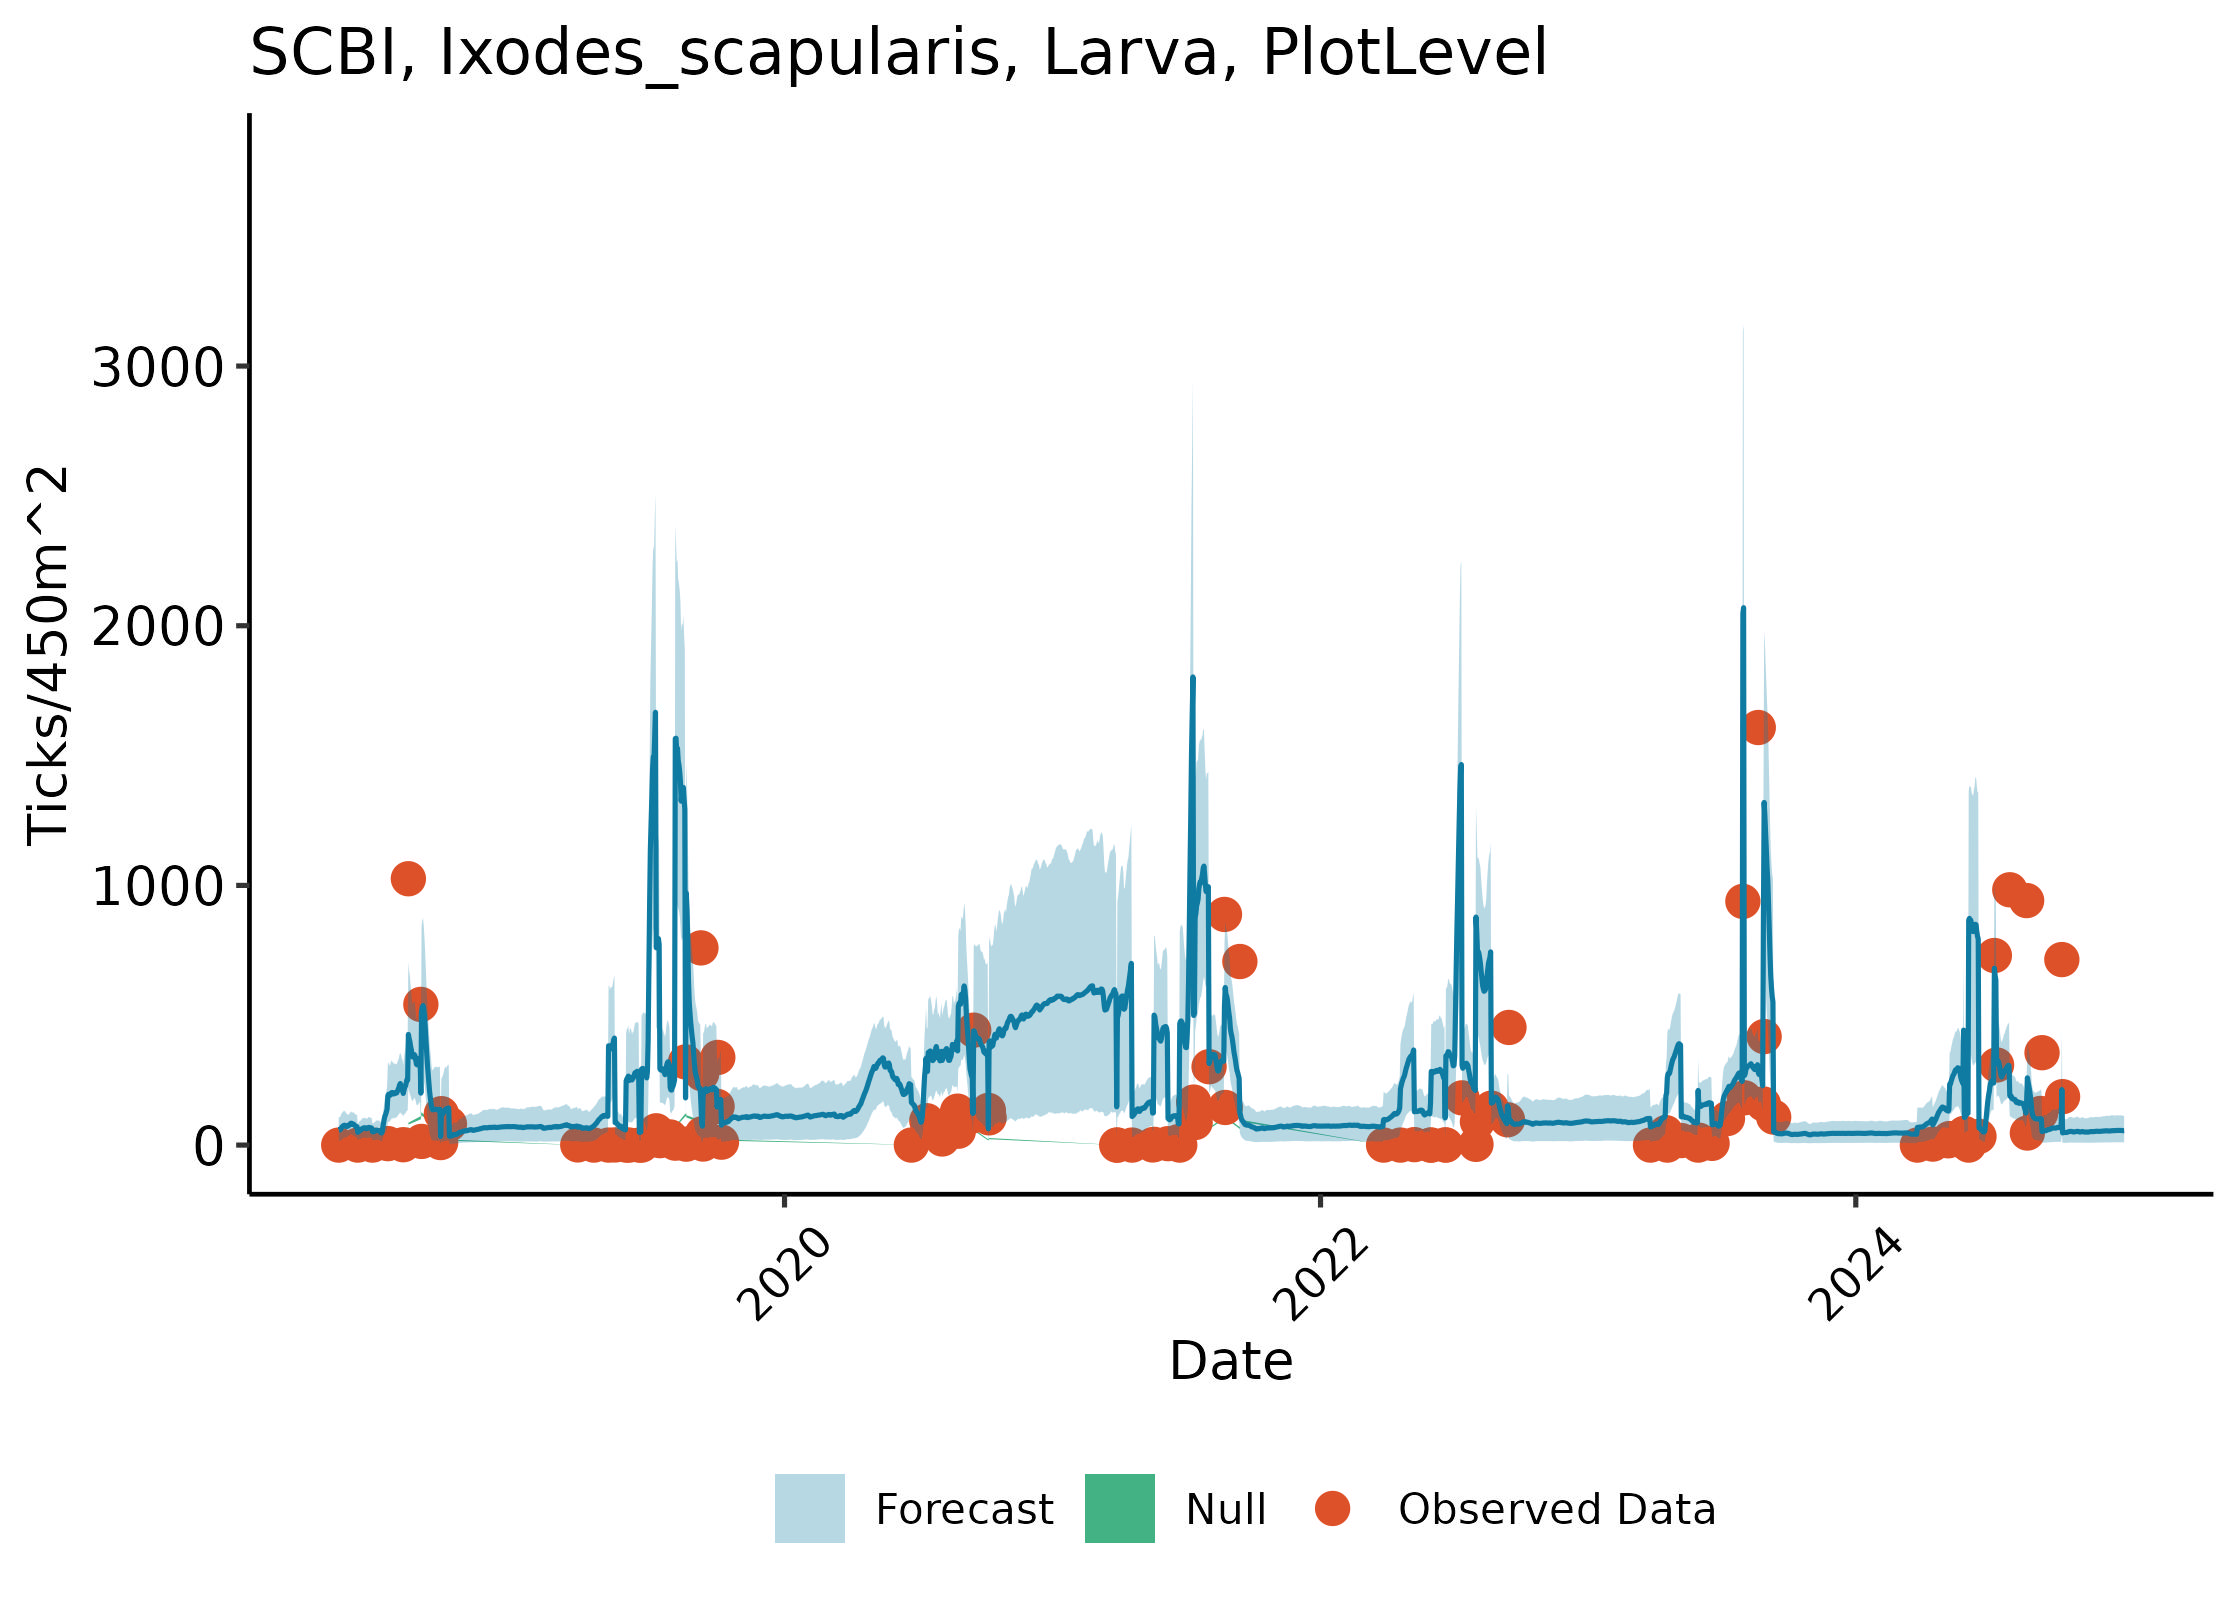 SCBI, Ixodes_scapularis, Larva, PlotLevel
Ticks/450m^2
3000
2000
1000
0
2020
2022
2024
Date
Forecast
Null
Observed Data